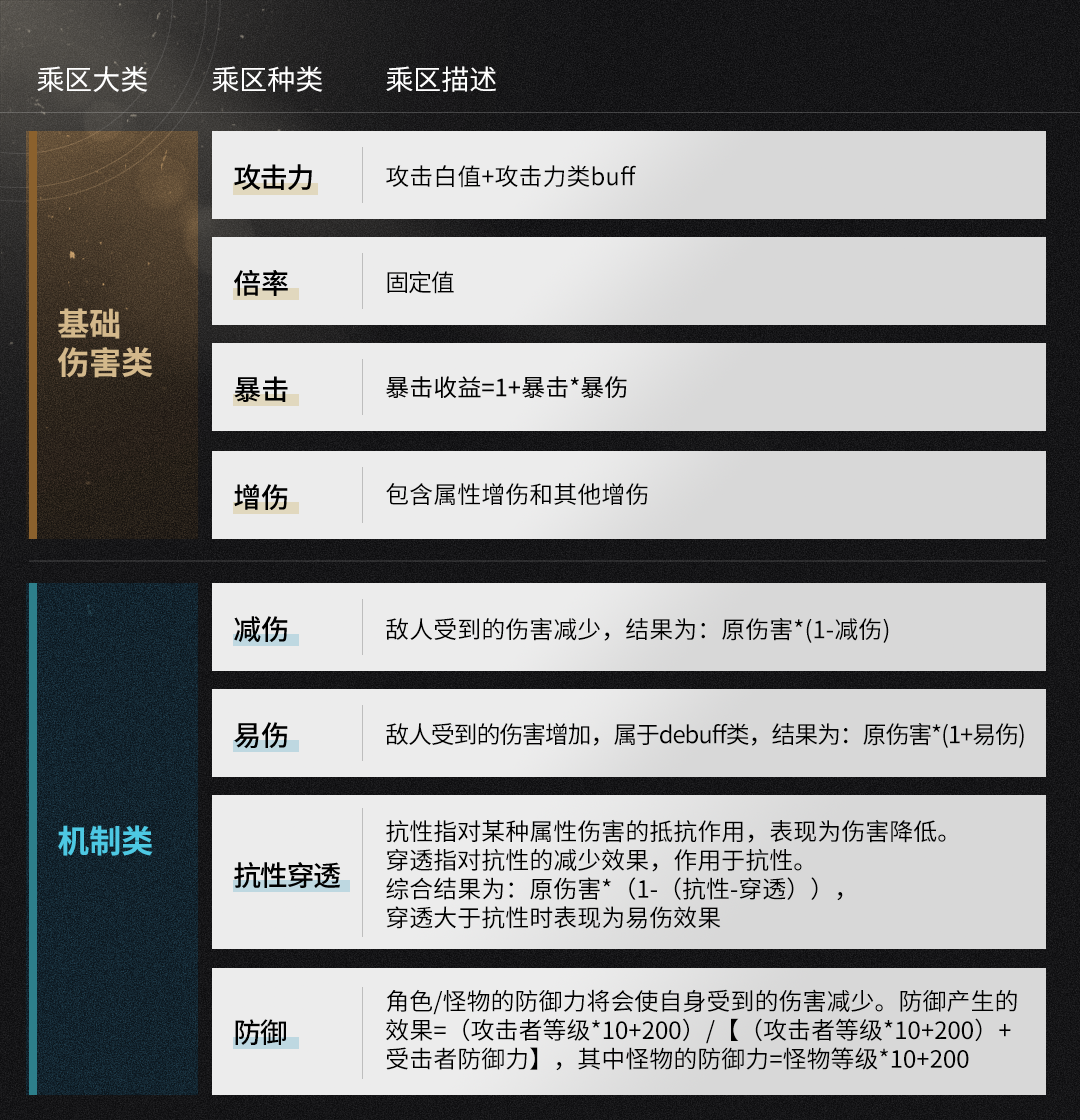 乘区大类 乘区种类 乘区描述
基础
伤害类
攻击力 攻击白值+攻击力类buff
倍率 固定值
暴击 暴击收益=1+暴击*暴伤
增伤 包含属性增伤和其他增伤
机制类
减伤 敌人受到的伤害减少，结果为：原伤害*(1-减伤)
易伤 敌人受到的伤害增加，属于debuff类，结果为：原伤害*(1+易伤)
抗性穿透
抗性指对某种属性伤害的抵抗作用，表现为伤害降低。
穿透指对抗性的减少效果，作用于抗性。
综合结果为：原伤害*（1-（抗性-穿透）），
穿透大于抗性时表现为易伤效果
防御
角色/怪物的防御力将会使自身受到的伤害减少。防御产生的
效果=（攻击者等级*10+200）/【（攻击者等级*10+200）+
受击者防御力】，其中怪物的防御力=怪物等级*10+200